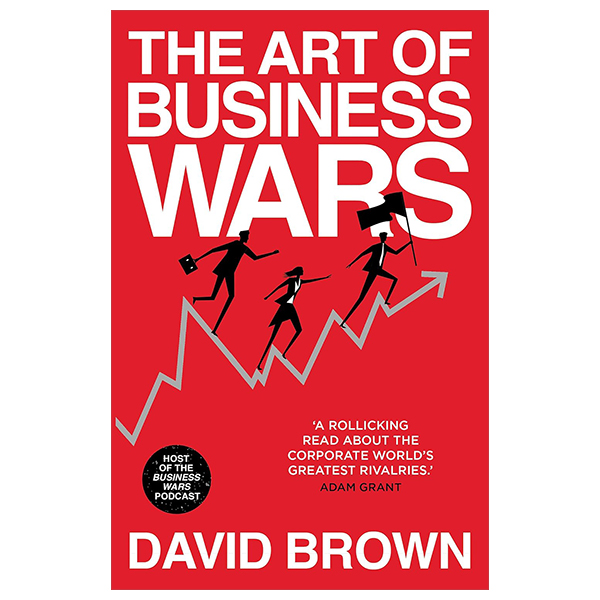 THE ART OF
BUSINESS
WARS
‘A ROLLICKING
READ ABOUT THE
CORPORATE WORLD’S
GREATEST RIVALRIES.’
ADAM GRANT
HOST
OF THE
BUSINESS
WARS
PODCAST
DAVID BROWN